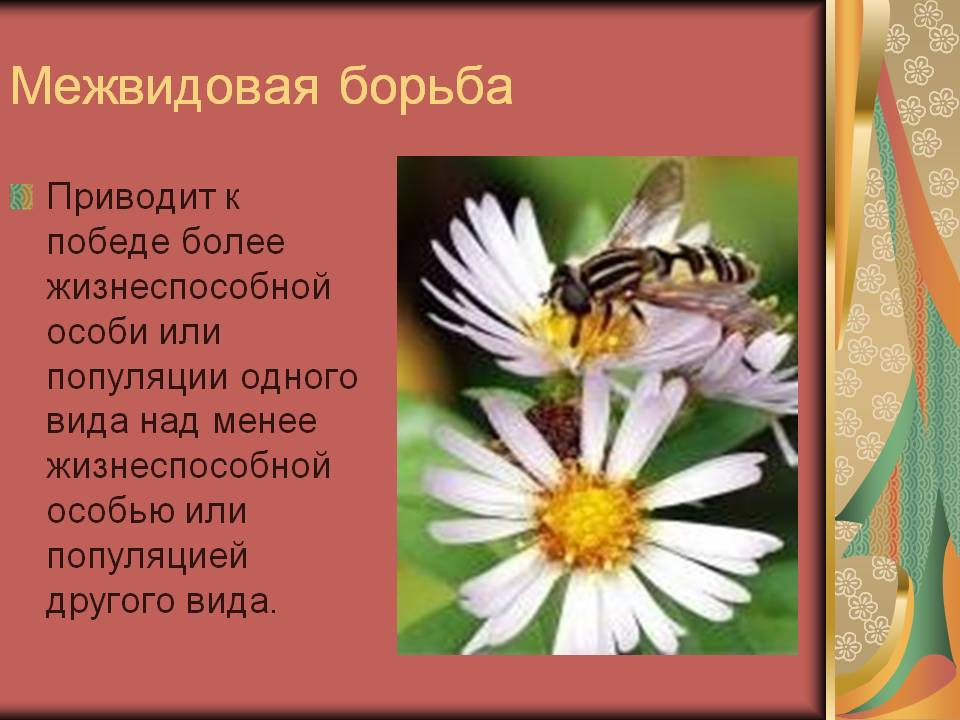 Межвидовая борьба
Приводит к
победе более
жизнеспособной
особи или
популяции одного
вида над менее
жизнеспособной
особью или
популяцией
другого вида.